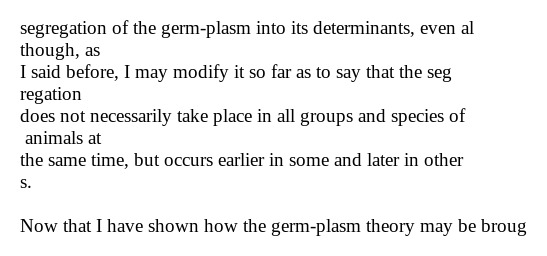 segregation of the germ-plasm into its determinants, even al
though, as
I said before, I may modify it so far as to say that the seg
regation
does not necessarily take place in all groups and species of
 animals at
the same time, but occurs earlier in some and later in other
s.

Now that I have shown how the germ-plasm theory may be broug